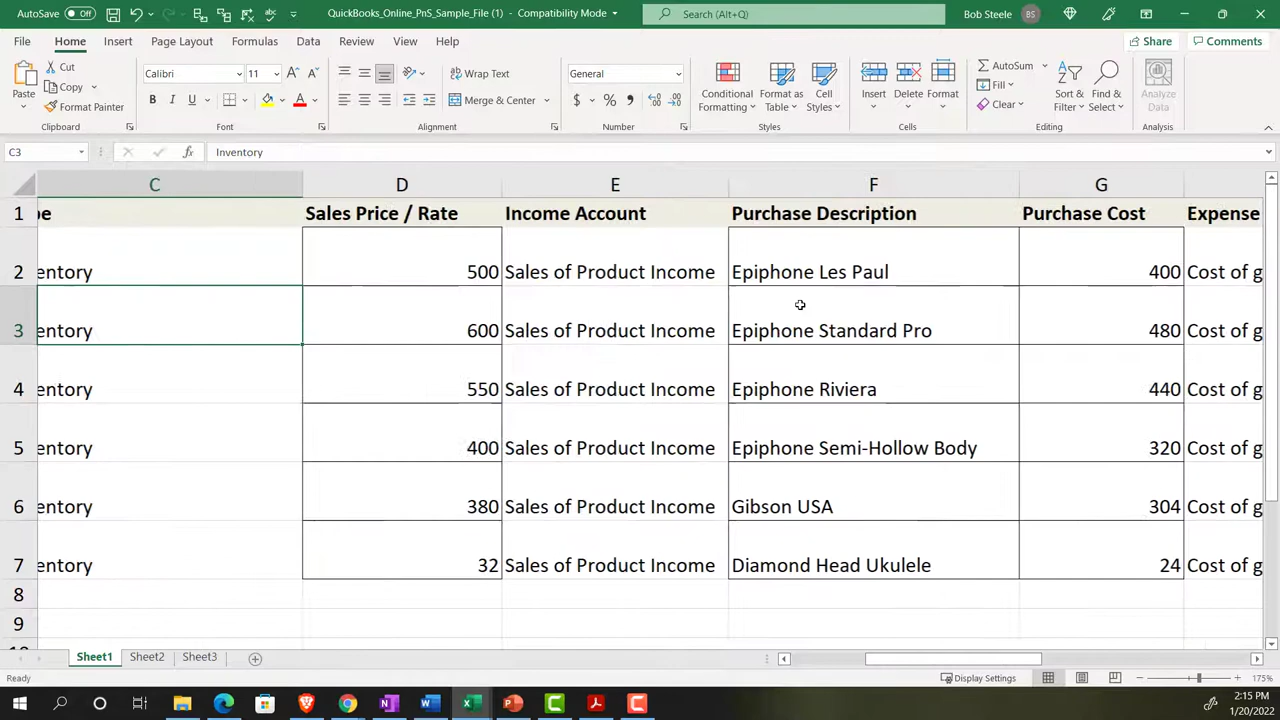 AutoSave Off QuickBooks_Online_PnS_Sample_File (1) - Compatibility Mode Search (Alt+Q) Bob Steele BS
File Home Insert Draw Page Layout Formulas Data Review View Help Share Comments
Cut
Copy
Format Painter
Paste
Clipboard
Calibri 11
B I U
Font
Wrap Text
Merge & Center
Alignment
General
$ % 9
Number
Conditional Formatting
Format as Table
Cell Styles
Styles
Insert Delete Format
Cells
AutoSum
Fill
Clear
Sort & Filter
Find & Select
Editing
Analyze Data
Analysis
C3 fx Inventory
C D E F G
1 pe Sales Price / Rate Income Account Purchase Description Purchase Cost Expense
2 entory 500 Sales of Product Income Epiphone Les Paul 400 Cost of g
3 entory 600 Sales of Product Income Epiphone Standard Pro 480 Cost of g
4 entory 550 Sales of Product Income Epiphone Riviera 440 Cost of g
5 entory 400 Sales of Product Income Epiphone Semi-Hollow Body 320 Cost of g
6 entory 380 Sales of Product Income Gibson USA 304 Cost of g
7 entory 32 Sales of Product Income Diamond Head Ukulele 24 Cost of g
8
9
Sheet1 Sheet2 Sheet3
Ready Display Settings 175%
2:15 PM
1/20/2022